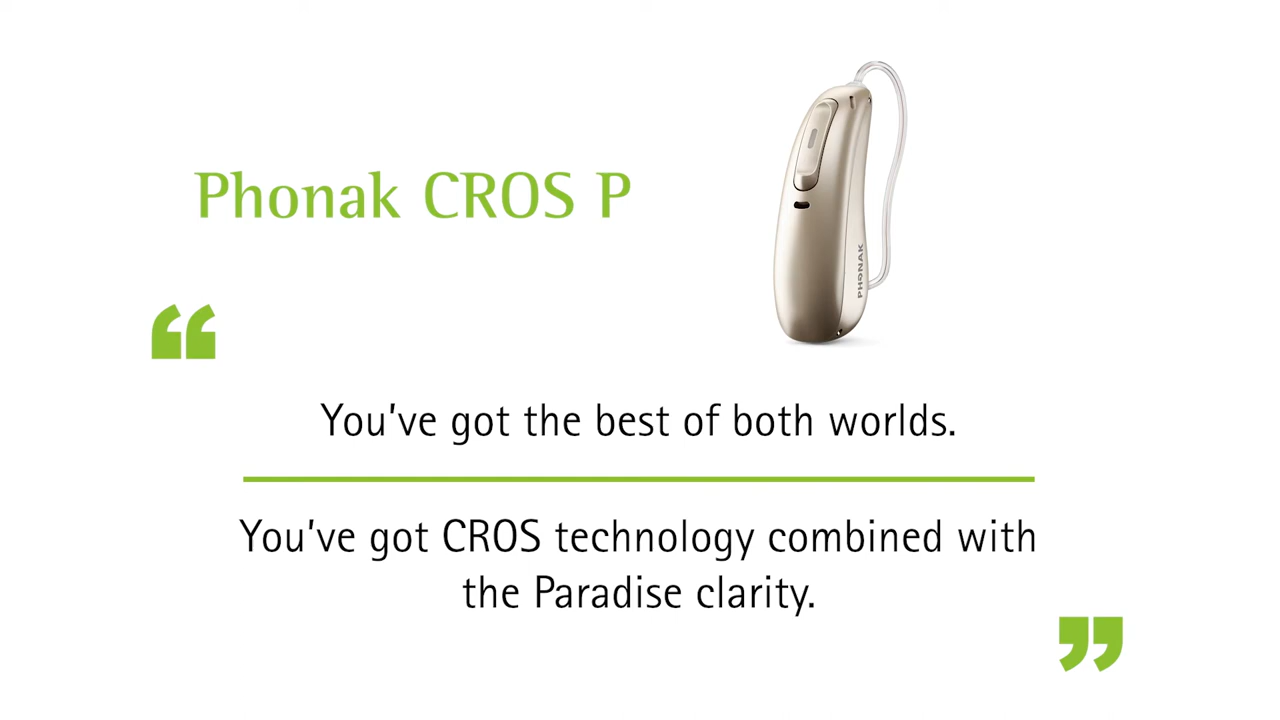 Phonak CROS P
PHONAK
“
You've got the best of both worlds.
You've got CROS technology combined with
the Paradise clarity.
”